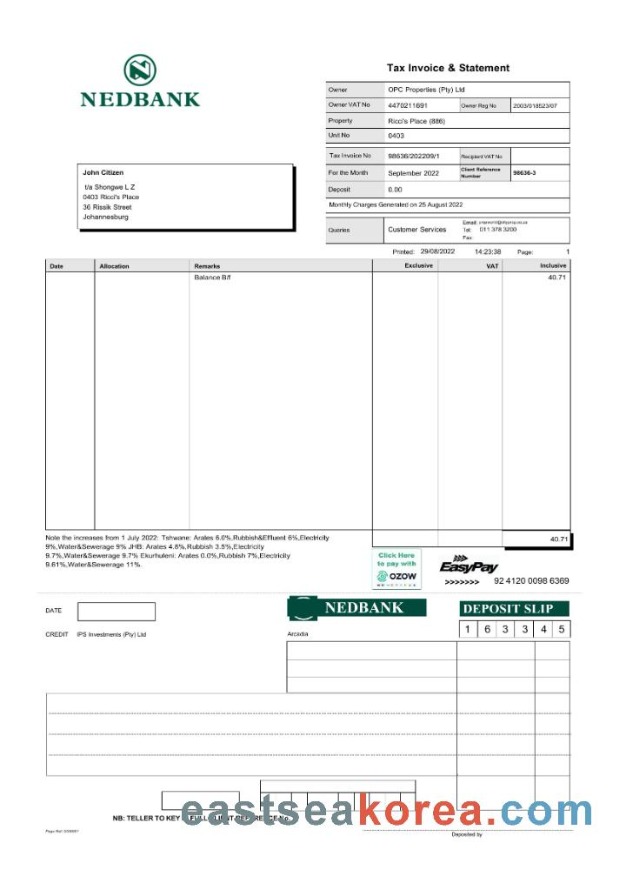 NEDBANK
Tax Invoice & Statement
Owner OPC Properties (Pty) Ltd
Owner VAT No 4470211691 Owner Reg No 2003/018523/07
Property Ricci's Place (886)
Unit No 0403
Tax Invoice No 98636/202209/1 Recipient VAT No
For the Month September 2022 Client Reference Number 98636-3
Deposit 0.00
Monthly Charges Generated on 25 August 2022
Queries Customer Services Email:
Tel: 011 378 3200
Fax:
John Citizen
t/a Shongwe L Z
0403 Ricci's Place
36 Rissik Street
Johannesburg
Printed: 29/08/2022 14:23:38 Page: 1
Date Allocation Remarks Exclusive VAT Inclusive
Balance B/f 40.71
40.71
Note the increases from 1 July 2022: Tshwane: Arates 6.0%,Rubbish&Effluent 6%,Electricity
9%,Water&Sewerage 9% JHB: Arates 4.8%,Rubbish 3.5%,Electricity
9.7%,Water&Sewerage 9.7% Ekurhuleni: Arates 0.0%,Rubbish 7%,Electricity
9.61%,Water&Sewerage 11%.
Click Here
to pay with
OZOW
EasyPay
>>>>>>> 92 4120 0098 6369
DATE
NEDBANK
DEPOSIT SLIP
CREDIT IPS Investments (Pty) Ltd
Arcadia
1 6 3 3 4 5
eastseakorea.com
NB: TELLER TO KEY
Deposited by